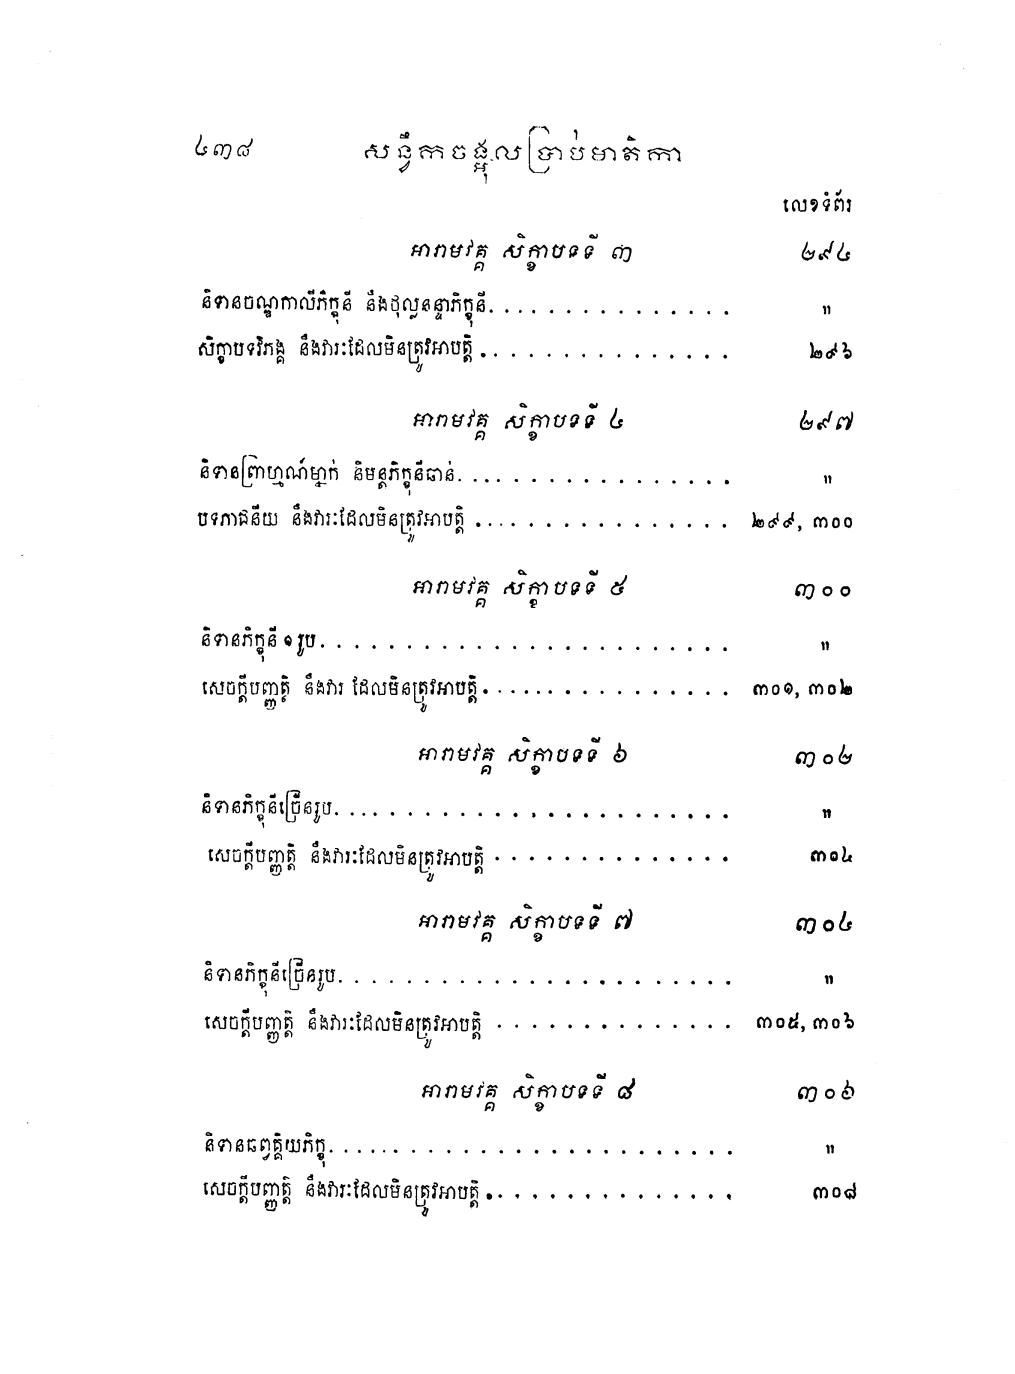 ៤៣៨ សន្ធឹកចង្អុលប្រាប់មាតិកា
លេខទំព័រ
អារាមវគ្គ សិក្ខាបទទី ៣ ២៩៤
និទានចណ្ឌកាលីភិក្ខុនី នឹងថុល្លនន្ទាភិក្ខុនី. . . . . . . . . . . . . . . "
សិក្ខាបទវិភង្គ នឹងវារៈដែលមិនត្រូវអាបត្តិ . . . . . . . . . . . . . . . ២៩៦
អារាមវគ្គ សិក្ខាបទទី ៤ ២៩៧
និទានព្រាហ្មណ៍ម្នាក់ និមន្តភិក្ខុនីឆាន់. . . . . . . . . . . . . . . . "
បទភាជនីយ នឹងវារៈដែលមិនត្រូវអាបត្តិ . . . . . . . . . . . . . . . ២៩៩, ៣០០
អារាមវគ្គ សិក្ខាបទទី ៥ ៣០០
និទានភិក្ខុនី ១ រូប. . . . . . . . . . . . . . . . . . . . . . . . "
សេចក្តីបញ្ញត្តិ នឹងវារ ដែលមិនត្រូវអាបត្តិ. . . . . . . . . . . . . . . ៣០១, ៣០២
អារាមវគ្គ សិក្ខាបទទី ៦ ៣០២
និទានភិក្ខុនីច្រើនរូប. . . . . . . . . . . . . . . . . . . . . . . "
សេចក្តីបញ្ញត្តិ នឹងវារៈដែលមិនត្រូវអាបត្តិ . . . . . . . . . . . . . . ៣០៤
អារាមវគ្គ សិក្ខាបទទី ៧ ៣០៤
និទានភិក្ខុនីច្រើនរូប. . . . . . . . . . . . . . . . . . . . . . . "
សេចក្តីបញ្ញត្តិ នឹងវារៈដែលមិនត្រូវអាបត្តិ . . . . . . . . . . . . . . ៣០៥, ៣០៦
អារាមវគ្គ សិក្ខាបទទី ៨ ៣០៦
និទានឆព្វគ្គិយភិក្ខុ. . . . . . . . . . . . . . . . . . . . . . . . "
សេចក្តីបញ្ញត្តិ នឹងវារៈដែលមិនត្រូវអាបត្តិ . . . . . . . . . . . . . . . ៣០៨